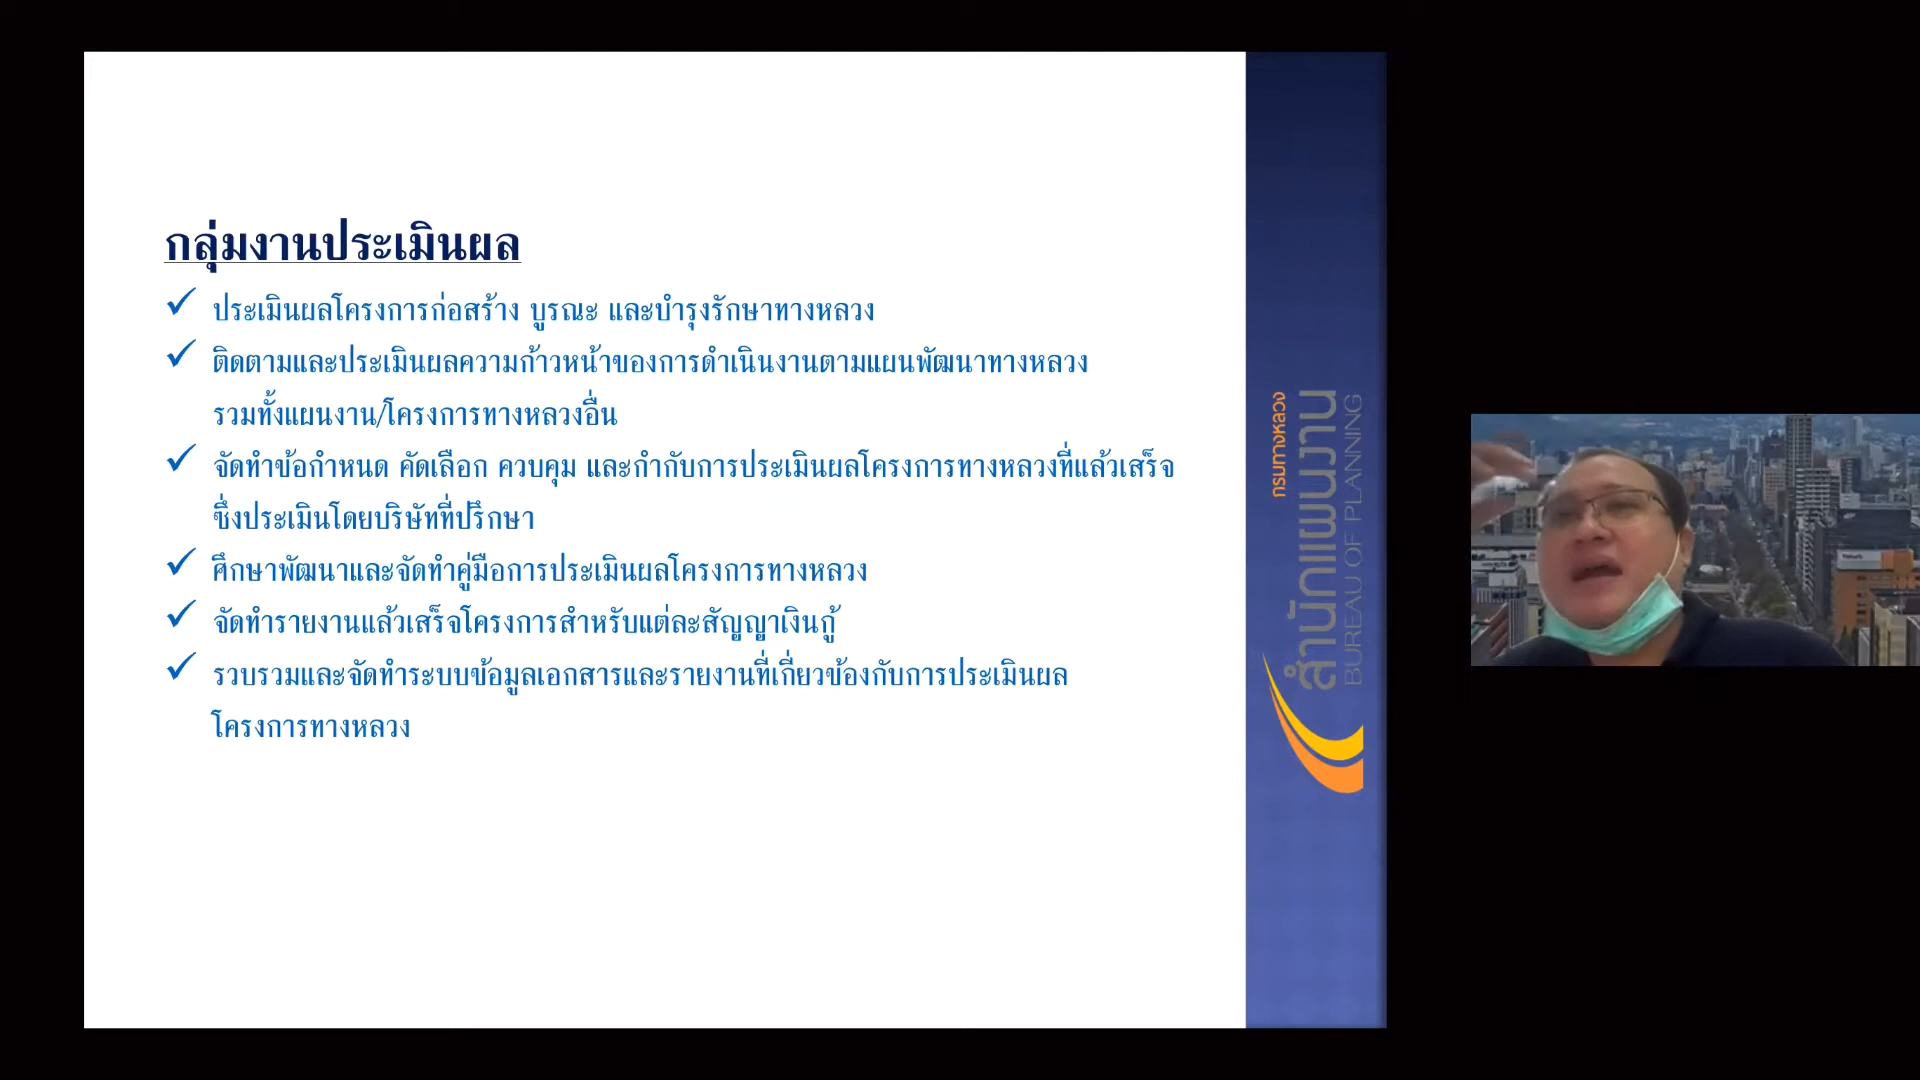 กลุ่มงานประเมินผล
✓ ประเมินผลโครงการก่อสร้าง บูรณะ และบำรุงรักษาทางหลวง
✓ ติดตามและประเมินผลความก้าวหน้าของการดำเนินงานตามแผนพัฒนาทางหลวง
รวมทั้งแผนงาน/โครงการทางหลวงอื่น
✓ จัดทำข้อกำหนด คัดเลือก ควบคุม และกำกับการประเมินผลโครงการทางหลวงที่แล้วเสร็จ
ซึ่งประเมินโดยบริษัทที่ปรึกษา
✓ ศึกษาพัฒนาและจัดทำคู่มือการประเมินผลโครงการทางหลวง
✓ จัดทำรายงานแล้วเสร็จโครงการสำหรับแต่ละสัญญาเงินกู้
✓ รวบรวมและจัดทำระบบข้อมูลเอกสารและรายงานที่เกี่ยวข้องกับการประเมินผล
โครงการทางหลวง
กรมทางหลวง
สำนักแผนงาน
BUREAU OF PLANNING